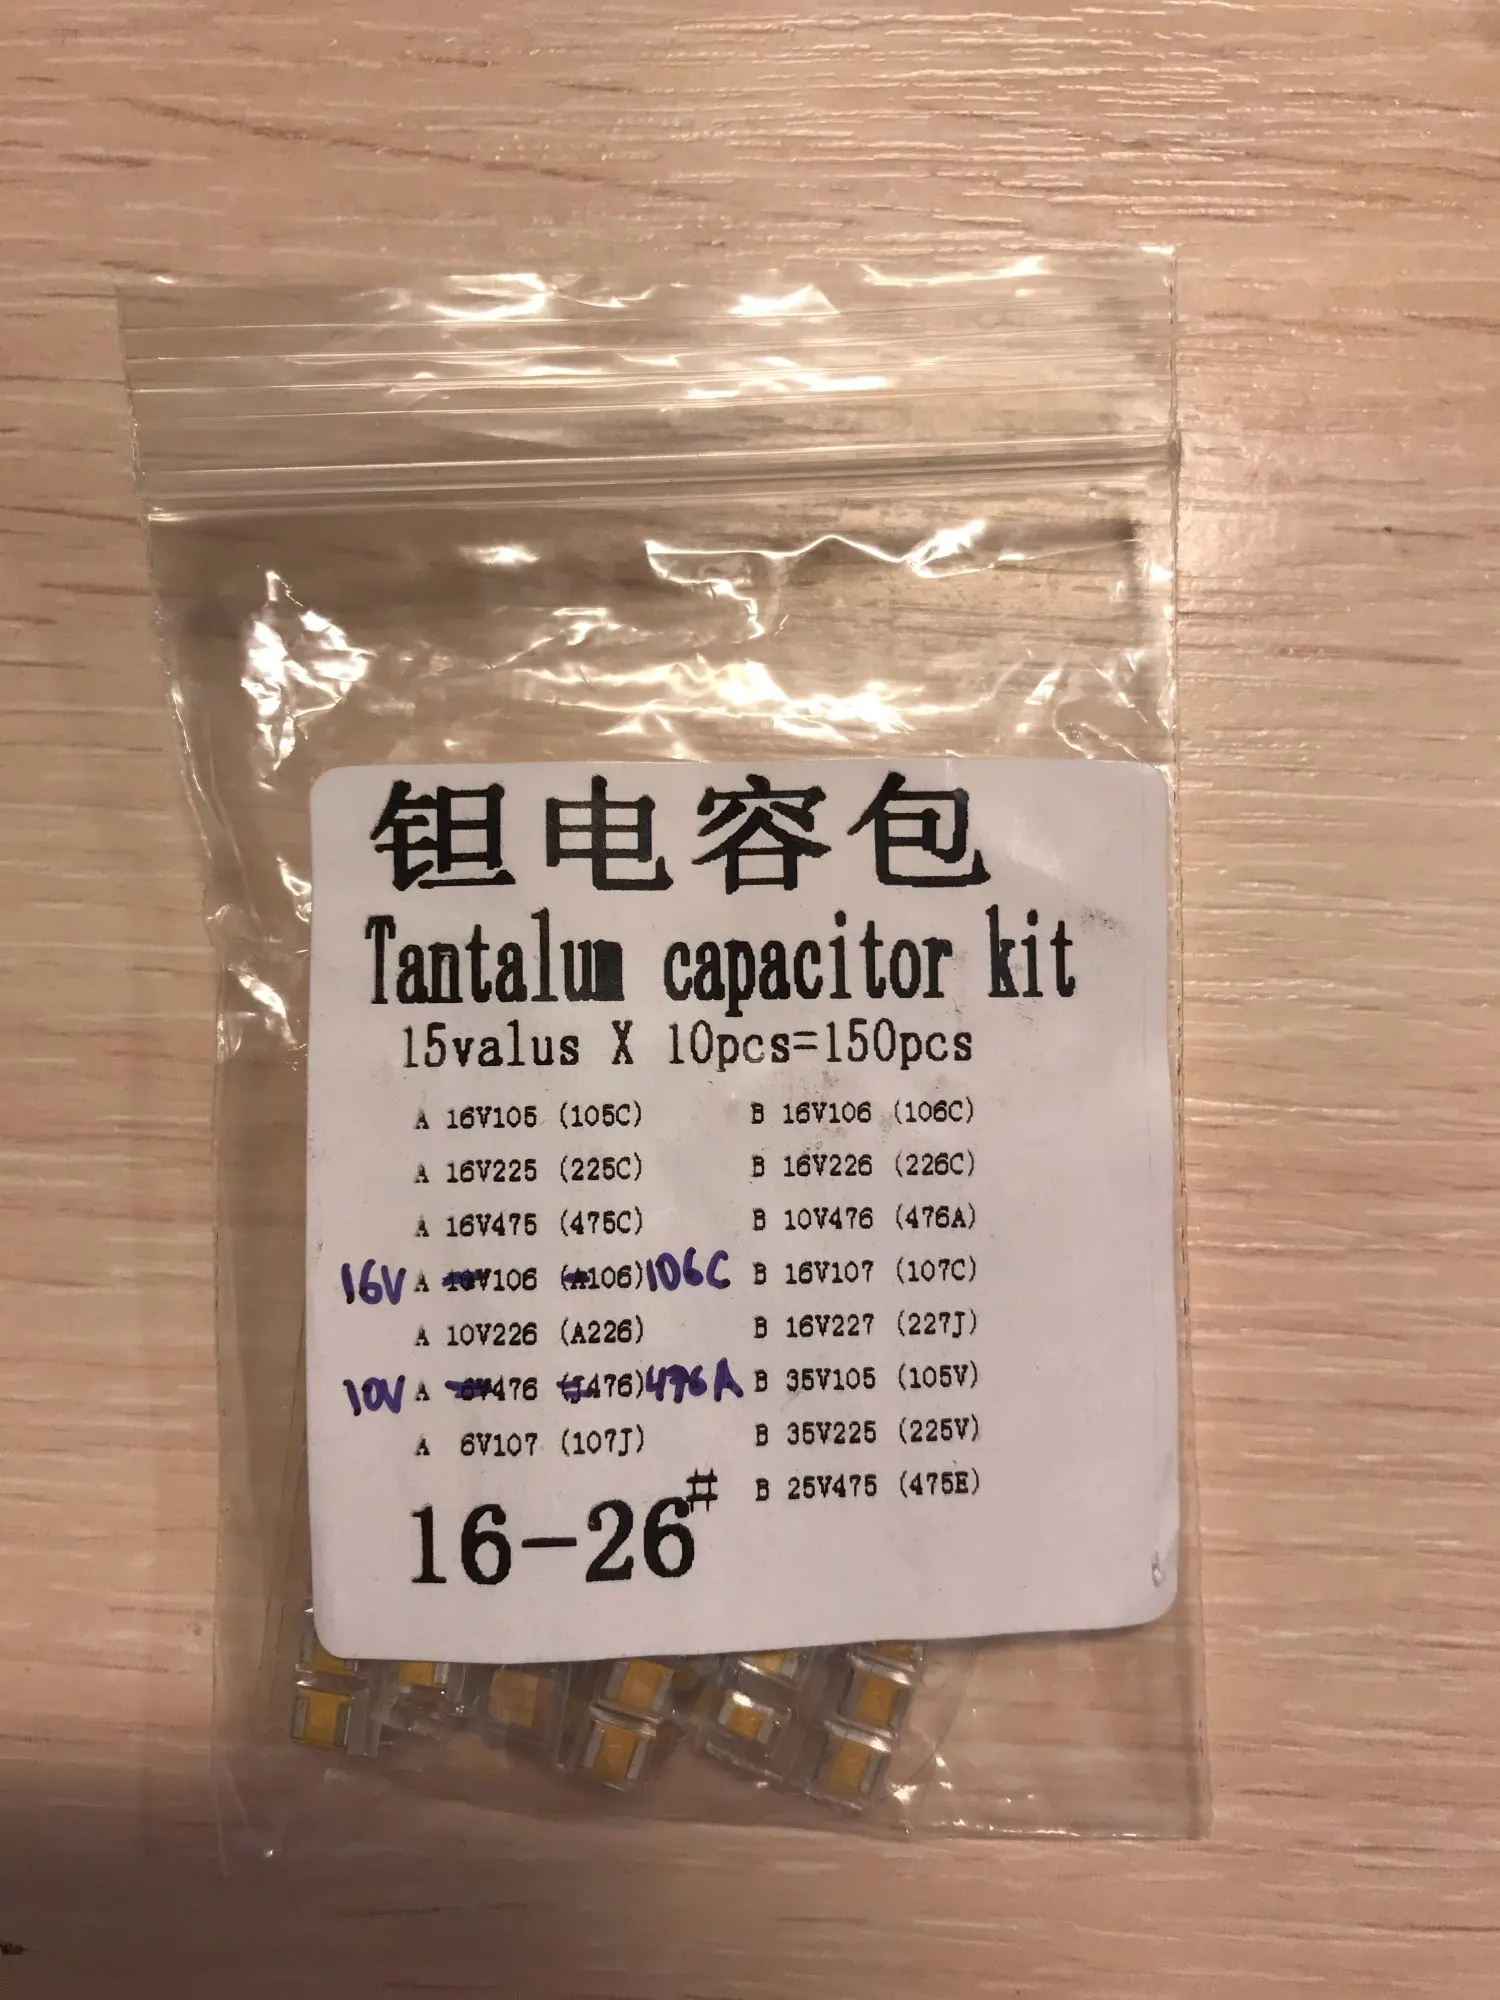 钽电容包
Tantalum capacitor kit
15valus X 10pcs=150pcs
A 16V105 (105C)
A 16V225 (225C)
A 16V475 (475C)
16V A 10V106 (A106) 106C
A 10V226 (A226)
10V A 6V476 (J476) 476A
A 6V107 (107J)
B 16V106 (106C)
B 16V226 (226C)
B 10V476 (476A)
B 16V107 (107C)
B 16V227 (227J)
B 35V105 (105V)
B 35V225 (225V)
B 25V475 (475E)
16-26#